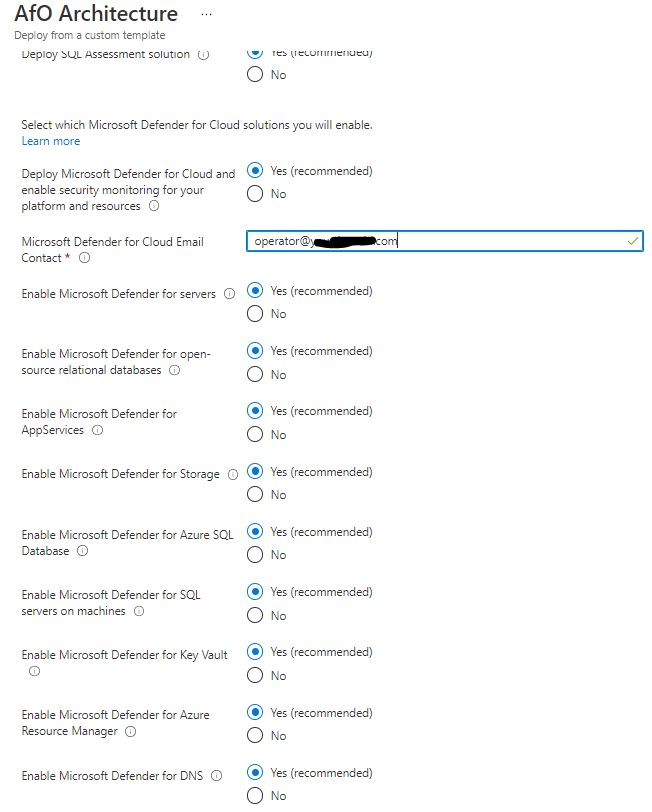 AfO Architecture ...
Deploy from a custom template
Deploy SQL Assessment solution
Yes (recommended)
No
Select which Microsoft Defender for Cloud solutions you will enable.
Learn more
Deploy Microsoft Defender for Cloud and
enable security monitoring for your
platform and resources
Yes (recommended)
No
Microsoft Defender for Cloud Email
Contact *
operator@y com
Enable Microsoft Defender for servers
Yes (recommended)
No
Enable Microsoft Defender for open-
source relational databases
Yes (recommended)
No
Enable Microsoft Defender for
AppServices
Yes (recommended)
No
Enable Microsoft Defender for Storage
Yes (recommended)
No
Enable Microsoft Defender for Azure SQL
Database
Yes (recommended)
No
Enable Microsoft Defender for SQL
servers on machines
Yes (recommended)
No
Enable Microsoft Defender for Key Vault
Yes (recommended)
No
Enable Microsoft Defender for Azure
Resource Manager
Yes (recommended)
No
Enable Microsoft Defender for DNS
Yes (recommended)
No